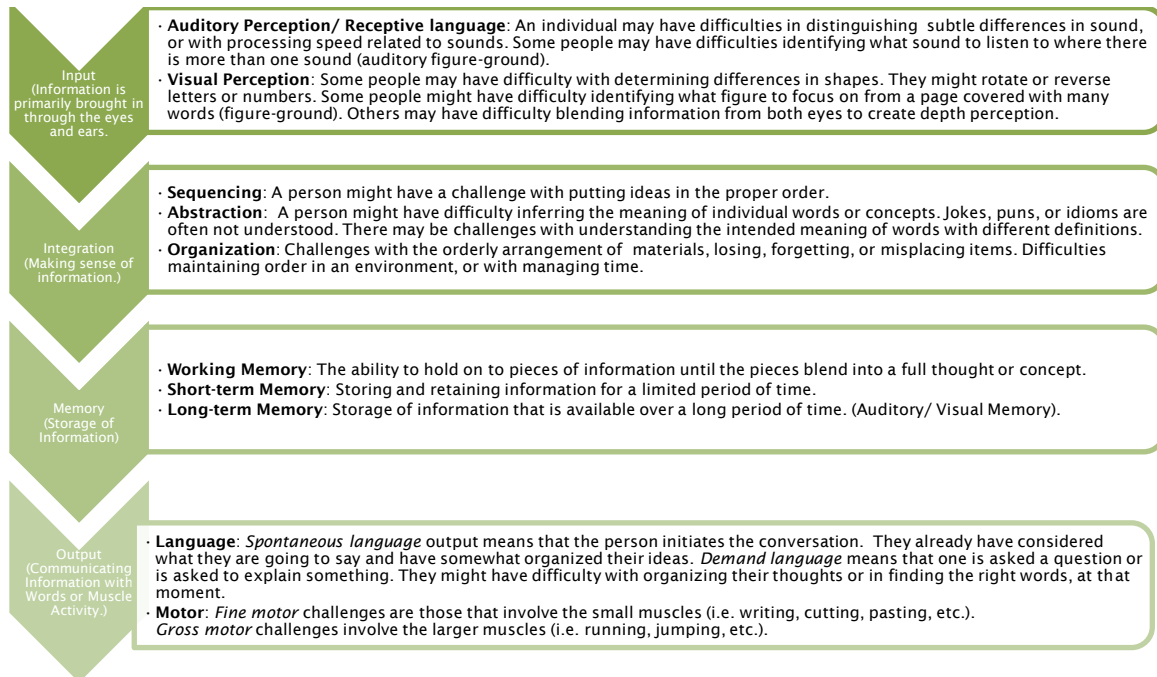 Input
(Information is
primarily brought in
through the eyes
and ears.
· Auditory Perception/ Receptive language: An individual may have difficulties in distinguishing subtle differences in sound,
or with processing speed related to sounds. Some people may have difficulties identifying what sound to listen to where there
is more than one sound (auditory figure-ground).
· Visual Perception: Some people may have difficulty with determining differences in shapes. They might rotate or reverse
letters or numbers. Some people might have difficulty identifying what figure to focus on from a page covered with many
words (figure-ground). Others may have difficulty blending information from both eyes to create depth perception.
Integration
(Making sense of
information.)
· Sequencing: A person might have a challenge with putting ideas in the proper order.
· Abstraction: A person might have difficulty inferring the meaning of individual words or concepts. Jokes, puns, or idioms are
often not understood. There may be challenges with understanding the intended meaning of words with different definitions.
· Organization: Challenges with the orderly arrangement of materials, losing, forgetting, or misplacing items. Difficulties
maintaining order in an environment, or with managing time.
Memory
(Storage of
Information)
· Working Memory: The ability to hold on to pieces of information until the pieces blend into a full thought or concept.
· Short-term Memory: Storing and retaining information for a limited period of time.
· Long-term Memory: Storage of information that is available over a long period of time. (Auditory/ Visual Memory).
Output
(Communicating
Information with
Words or Muscle
Activity.)
· Language: Spontaneous language output means that the person initiates the conversation. They already have considered
what they are going to say and have somewhat organized their ideas. Demand language means that one is asked a question or
is asked to explain something. They might have difficulty with organizing their thoughts or in finding the right words, at that
moment.
· Motor: Fine motor challenges are those that involve the small muscles (i.e. writing, cutting, pasting, etc.).
Gross motor challenges involve the larger muscles (i.e. running, jumping, etc.).